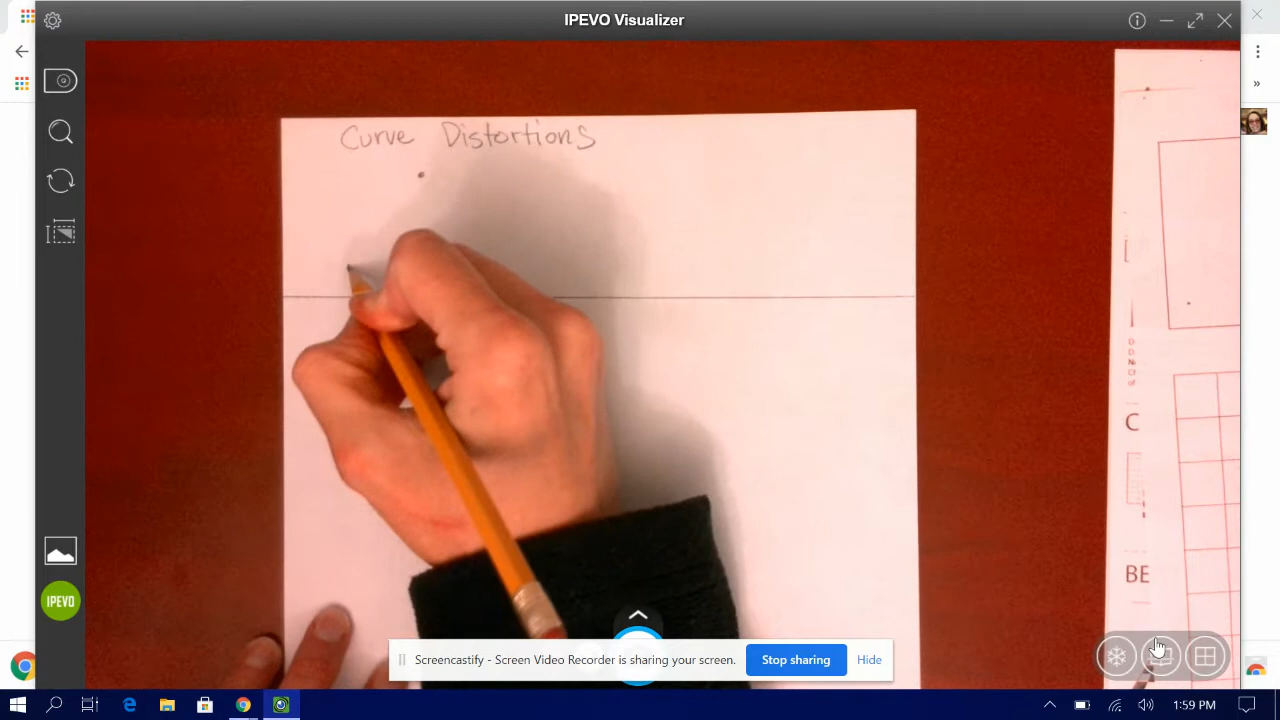 IPEVO Visualizer
»
Curve Distortions
C
BE
IPEVO
Screencastify - Screen Video Recorder is sharing your screen.
Stop sharing
Hide
1:59 PM